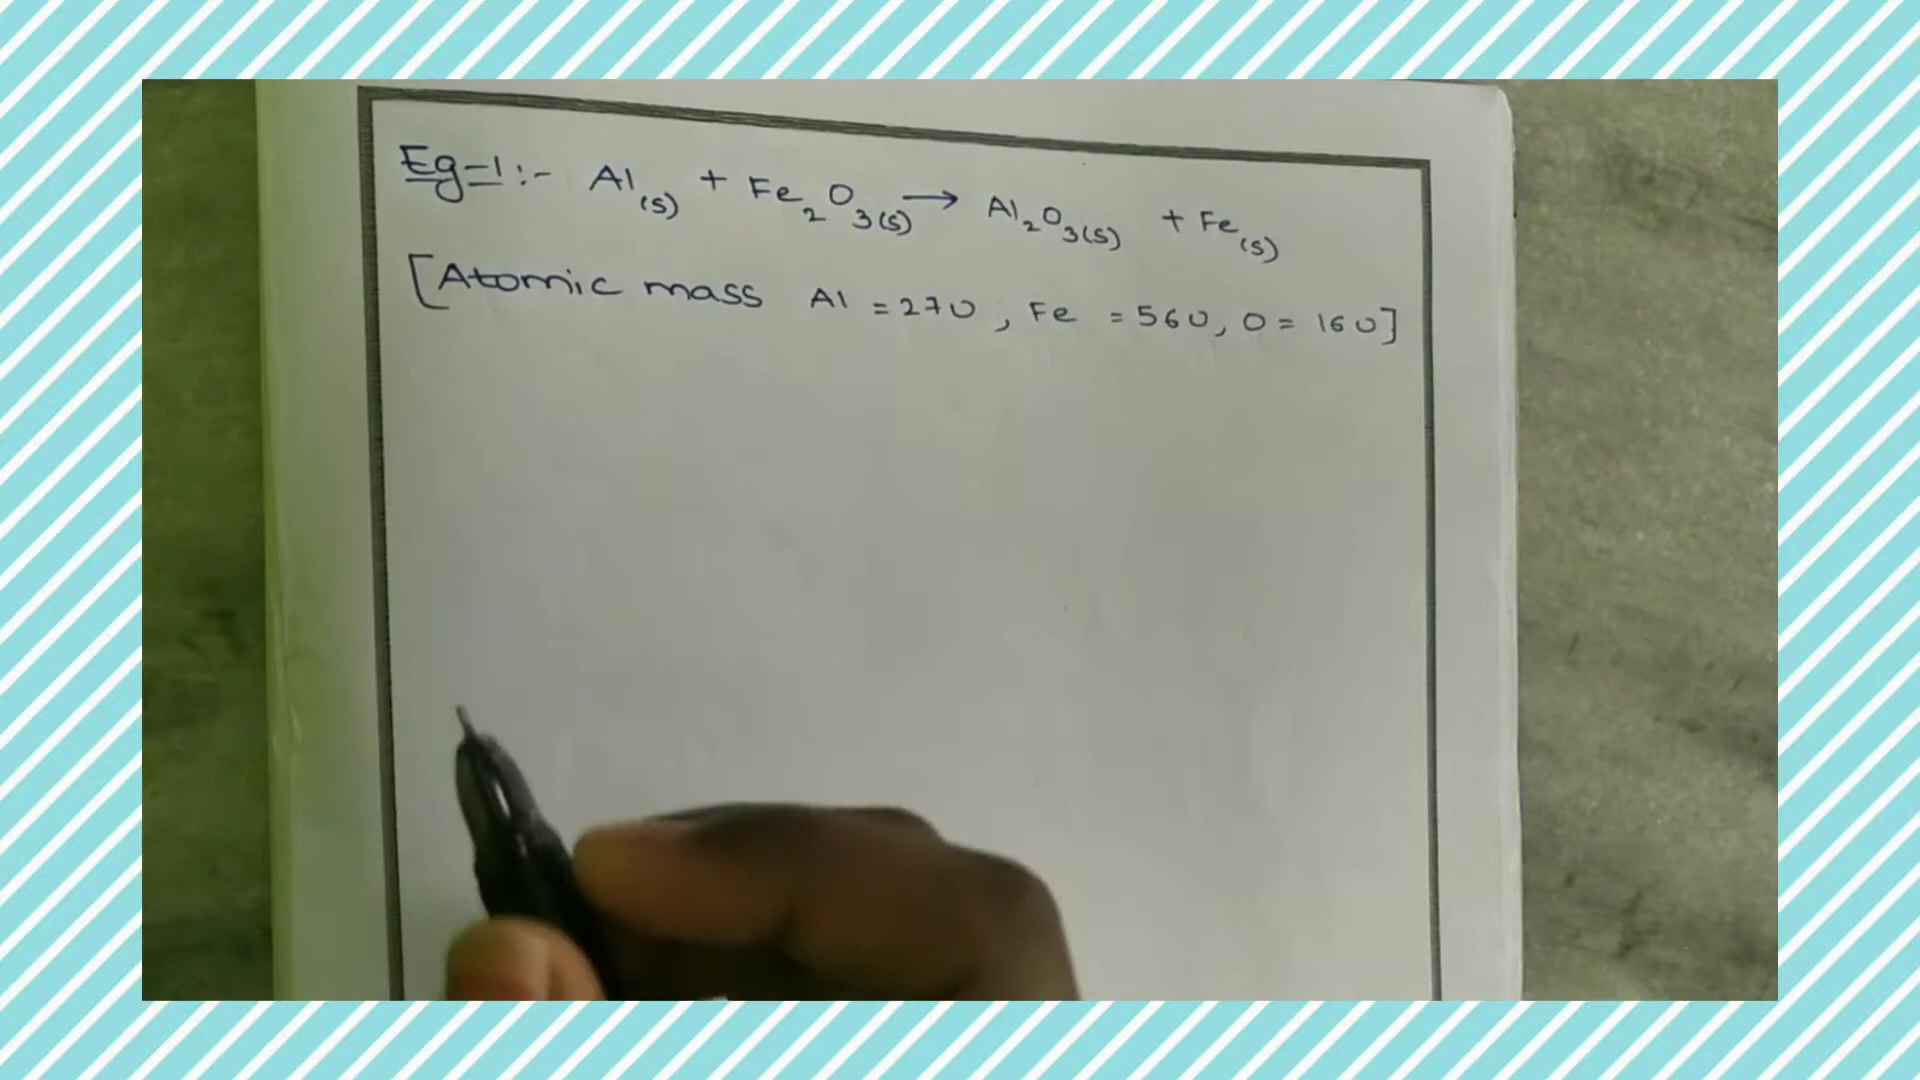 Eg-1:- Al(s) + Fe2O3(s) → Al2O3(s) + Fe(s)
[Atomic mass Al = 27U, Fe = 56U, O = 16U]